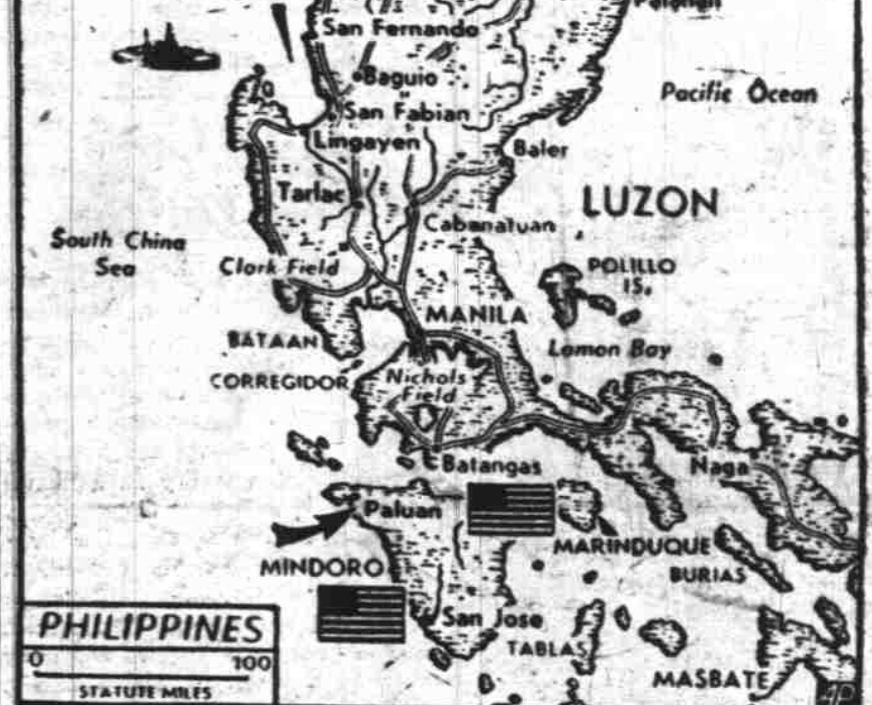 San Fernando
Baguio
San Fabian
Pacific Ocean
Lingayen
Baler
Tarlac
LUZON
Cabanatuan
South China
Sea
Clark Field
POLILLO
IS.
MANILA
BATAAN
Lamon Bay
CORREGIDOR
Nichols
Field
Batangas
Naga
Paluan
MARINDUQUE
MINDORO
BURIAS
San Jose
TABLAS
MASBATE
PHILIPPINES
0 100
STATUTE MILES
AP